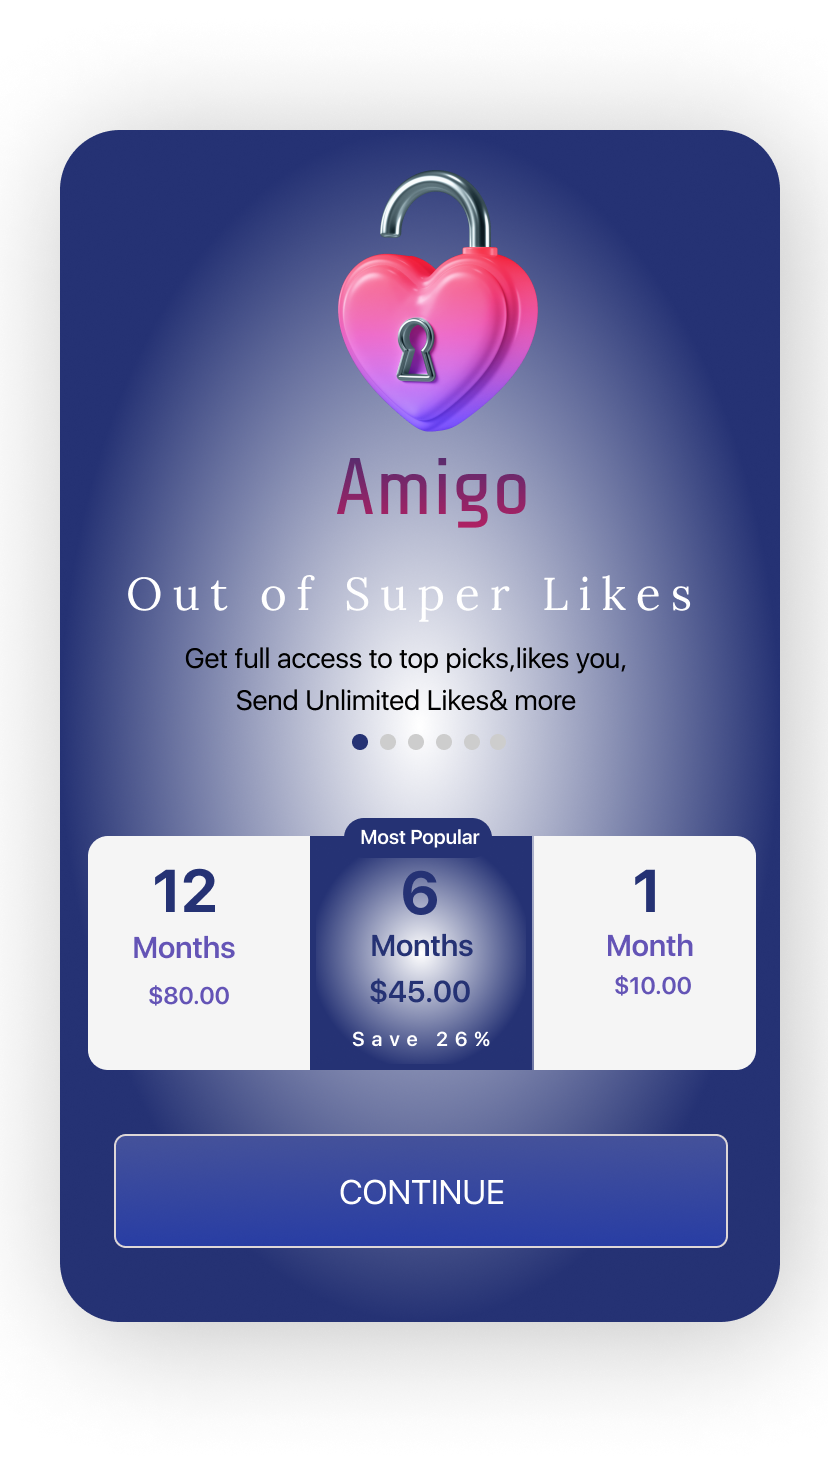 Amigo
Out of Super Likes
Get full access to top picks,likes you,
Send Unlimited Likes& more
Most Popular
12
Months
$80.00
6
Months
$45.00
Save 26%
1
Month
$10.00
CONTINUE